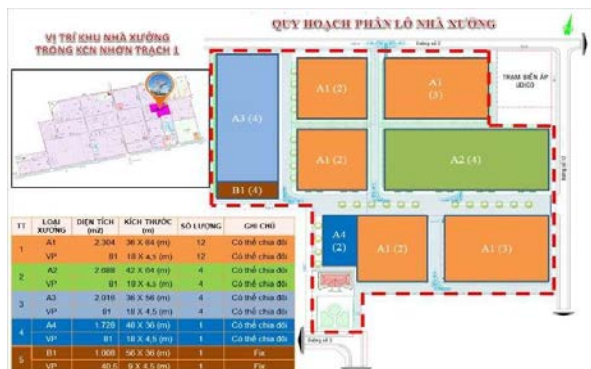 VỊ TRÍ KHU NHÀ XƯỞNG
TRONG KCN NHƠN TRẠCH 1
QUY HOẠCH PHÂN LÔ NHÀ XƯỞNG
Đường số 2
TRẠM BIẾN ÁP
UDICO
A3 (4)
B1 (4)
A1 (2)
A1
(3)
A1 (2)
A2 (4)
A4
(2)
A1 (2)
A1 (3)
TT LOẠI XƯỞNG DIỆN TÍCH (m2) KÍCH THƯỚC (m) SỐ LƯỢNG GHI CHÚ
1 A1 2.304 36 X 64 (m) 12 Có thể chia đôi
VP 81 18 X 4,5 (m) 12 Có thể chia đôi
2 A2 2.688 42 X 64 (m) 4 Có thể chia đôi
VP 81 18 X 4,5 (m) 4 Có thể chia đôi
3 A3 2.016 36 X 56 (m) 4 Có thể chia đôi
VP 81 18 X 4,5 (m) 4 Có thể chia đôi
4 A4 1.728 48 X 36 (m) 1 Có thể chia đôi
VP 81 18 X 4,5 (m) 1 Có thể chia đôi
5 B1 1.008 56 X 36 (m) 1 Fix
VP 40,5 9 X 4,5 (m) 1 Fix